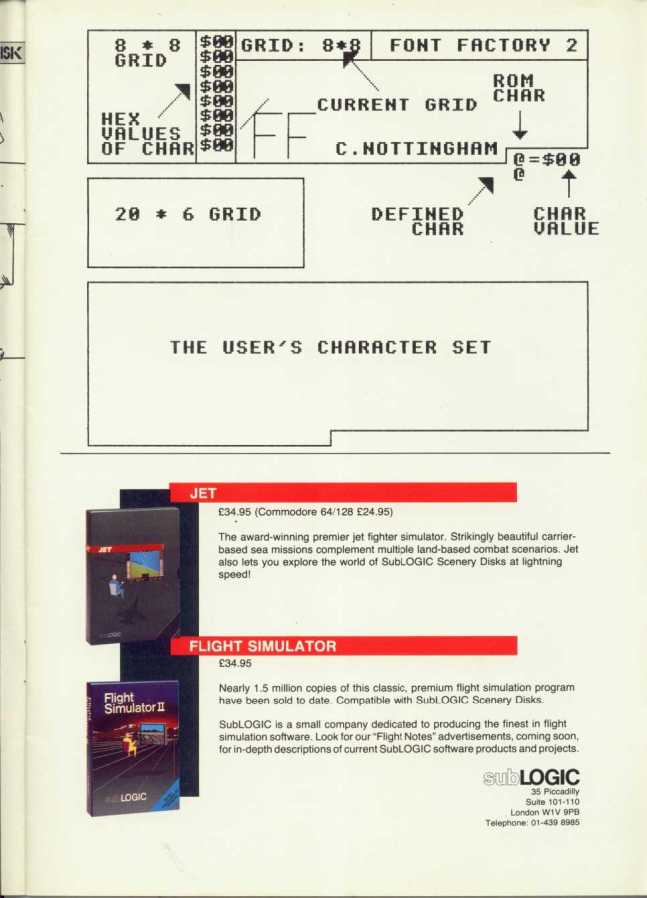 ISK
8 * 8
GRID
$00
$00
$00
$00
$00
$00
$00
$00
GRID: 8*8
FONT FACTORY 2
CURRENT GRID
ROM
CHAR
HEX
VALUES
OF CHAR
FF
C.NOTTINGHAM
@=$00
@
20 * 6 GRID
DEFINED
CHAR
CHAR
VALUE
THE USER'S CHARACTER SET
JET
£34.95 (Commodore 64/128 £24.95)
The award-winning premier jet fighter simulator. Strikingly beautiful carrier-
based sea missions complement multiple land-based combat scenarios. Jet
also lets you explore the world of SubLOGIC Scenery Disks at lightning
speed!
JET
subLOGIC
FLIGHT SIMULATOR
£34.95
Nearly 1.5 million copies of this classic, premium flight simulation program
have been sold to date. Compatible with SubLOGIC Scenery Disks.
SubLOGIC is a small company dedicated to producing the finest in flight
simulation software. Look for our "Flight Notes" advertisements, coming soon,
for in-depth descriptions of current SubLOGIC software products and projects.
Flight
Simulator II
subLOGIC
subLOGIC
35 Piccadilly
Suite 101-110
London W1V 9PB
Telephone: 01-439 8985